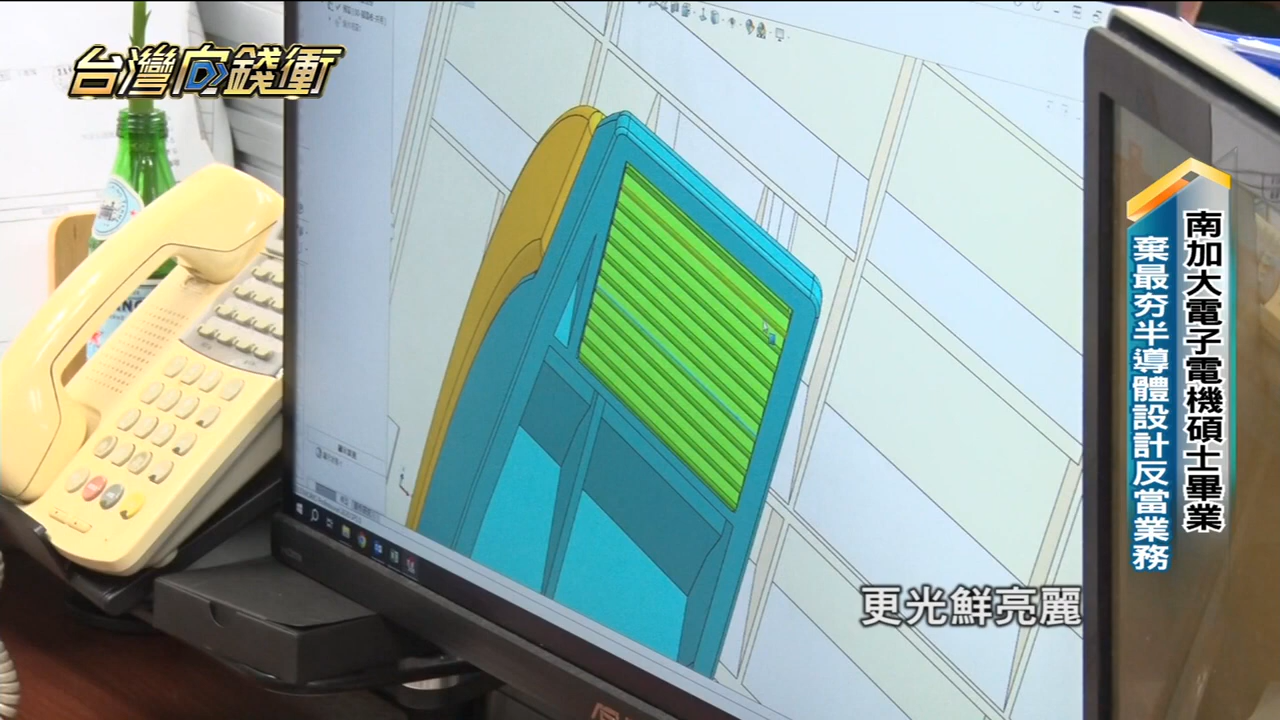 台灣向錢衝
南加大電子電機碩士畢業
棄最夯半導體設計反當業務
更光鮮亮麗